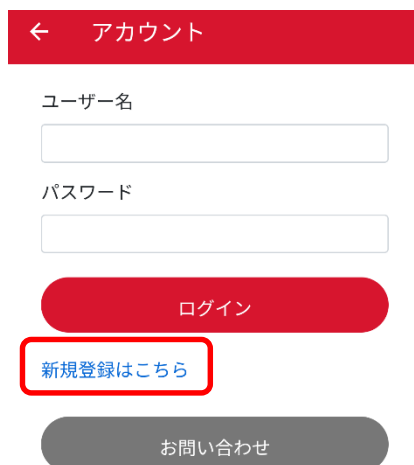 ← アカウント
ユーザー名
パスワード
ログイン
新規登録はこちら
お問い合わせ